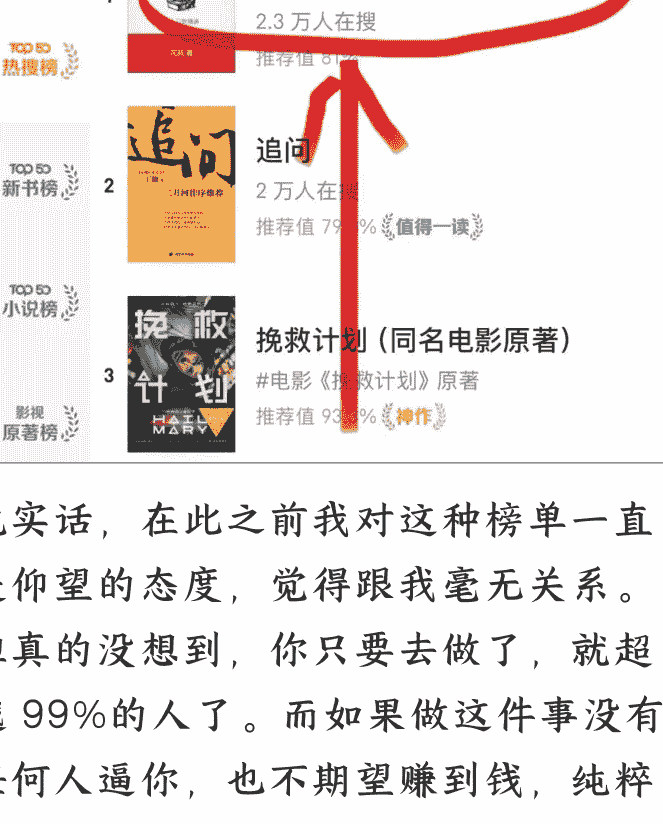 2.3 万人在搜
推荐值 81
TOP 50
热搜榜
追问
2
追问
2 万人在搜
推荐值 79. %
值得一读
TOP 50
新书榜
TOP 50
小说榜
挽救
计划
HAIL
MARY
3
挽救计划（同名电影原著）
#电影《挽救计划》原著
推荐值 93. %
神作
影视
原著榜
实话，在此之前我对这种榜单一直
仰望的态度，觉得跟我毫无关系。
真的没想到，你只要去做了，就超
99%的人了。而如果做这件事没有
何人逼你，也不期望赚到钱，纯粹